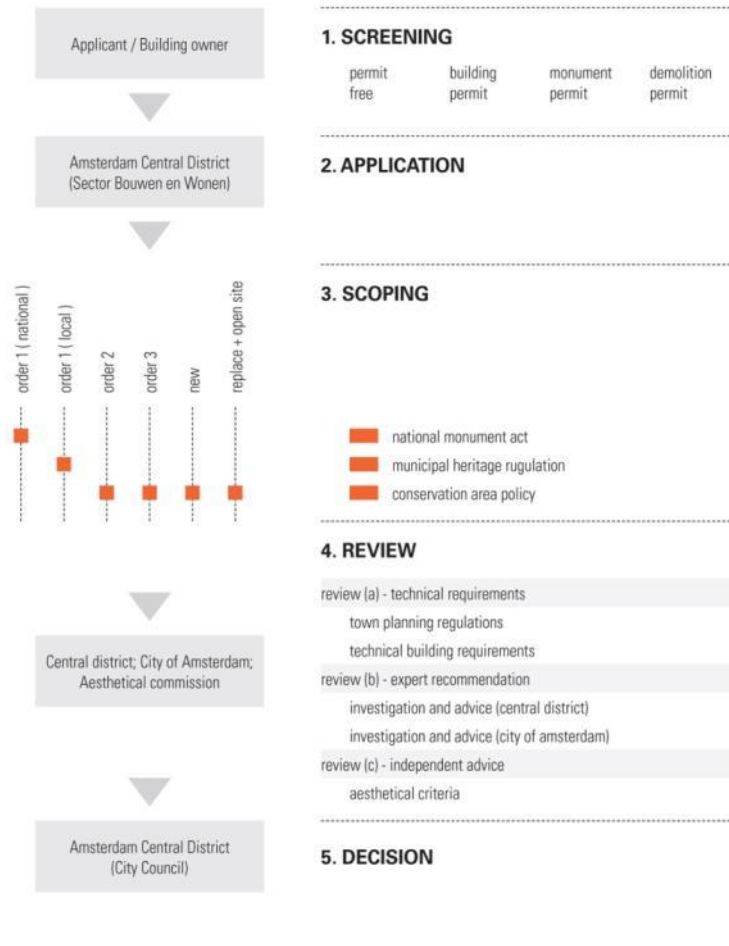 Applicant / Building owner
1. SCREENING
permit free
building permit
monument permit
demolition permit
Amsterdam Central District
(Sector Bouwen en Wonen)
2. APPLICATION
3. SCOPING
order 1 ( national )
order 1 ( local )
order 2
order 3
new
replace + open site
national monument act
municipal heritage rugulation
conservation area policy
4. REVIEW
review (a) - technical requirements
town planning regulations
technical building requirements
Central district; City of Amsterdam;
Aesthetical commission
review (b) - expert recommendation
investigation and advice (central district)
investigation and advice (city of amsterdam)
review (c) - independent advice
aesthetical criteria
Amsterdam Central District
(City Council)
5. DECISION